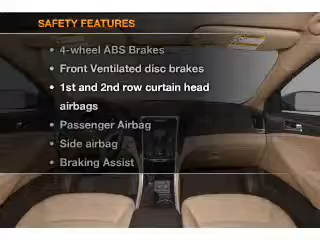 SAFETY FEATURES
• 4-wheel ABS Brakes
• Front Ventilated disc brakes
• 1st and 2nd row curtain head
airbags
• Passenger Airbag
• Side airbag
• Braking Assist